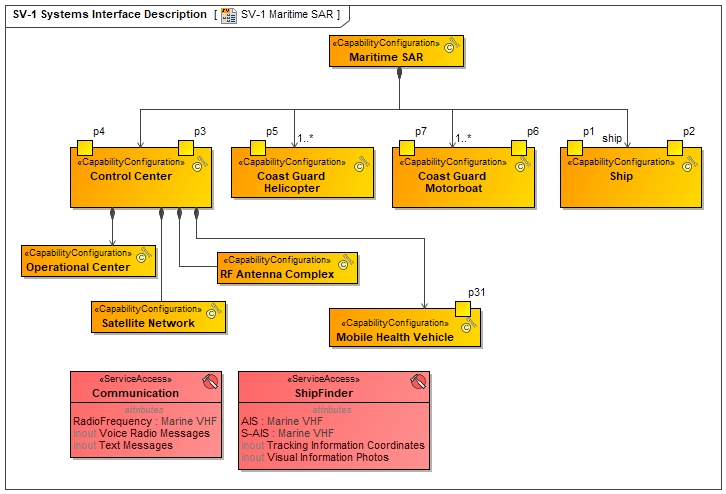 SV-1 Systems Interface Description [ SV-1 Maritime SAR ]
«CapabilityConfiguration»
Maritime SAR
p4
p3
«CapabilityConfiguration»
Control Center
p5
1..*
«CapabilityConfiguration»
Coast Guard
Helicopter
p7
1..*
p6
«CapabilityConfiguration»
Coast Guard
Motorboat
p1
ship
p2
«CapabilityConfiguration»
Ship
«CapabilityConfiguration»
Operational Center
«CapabilityConfiguration»
RF Antenna Complex
«CapabilityConfiguration»
Satellite Network
p31
«CapabilityConfiguration»
Mobile Health Vehicle
«ServiceAccess»
Communication
attributes
RadioFrequency : Marine VHF
inout Voice Radio Messages
inout Text Messages
«ServiceAccess»
ShipFinder
attributes
AIS : Marine VHF
S-AIS : Marine VHF
inout Tracking Information Coordinates
inout Visual Information Photos